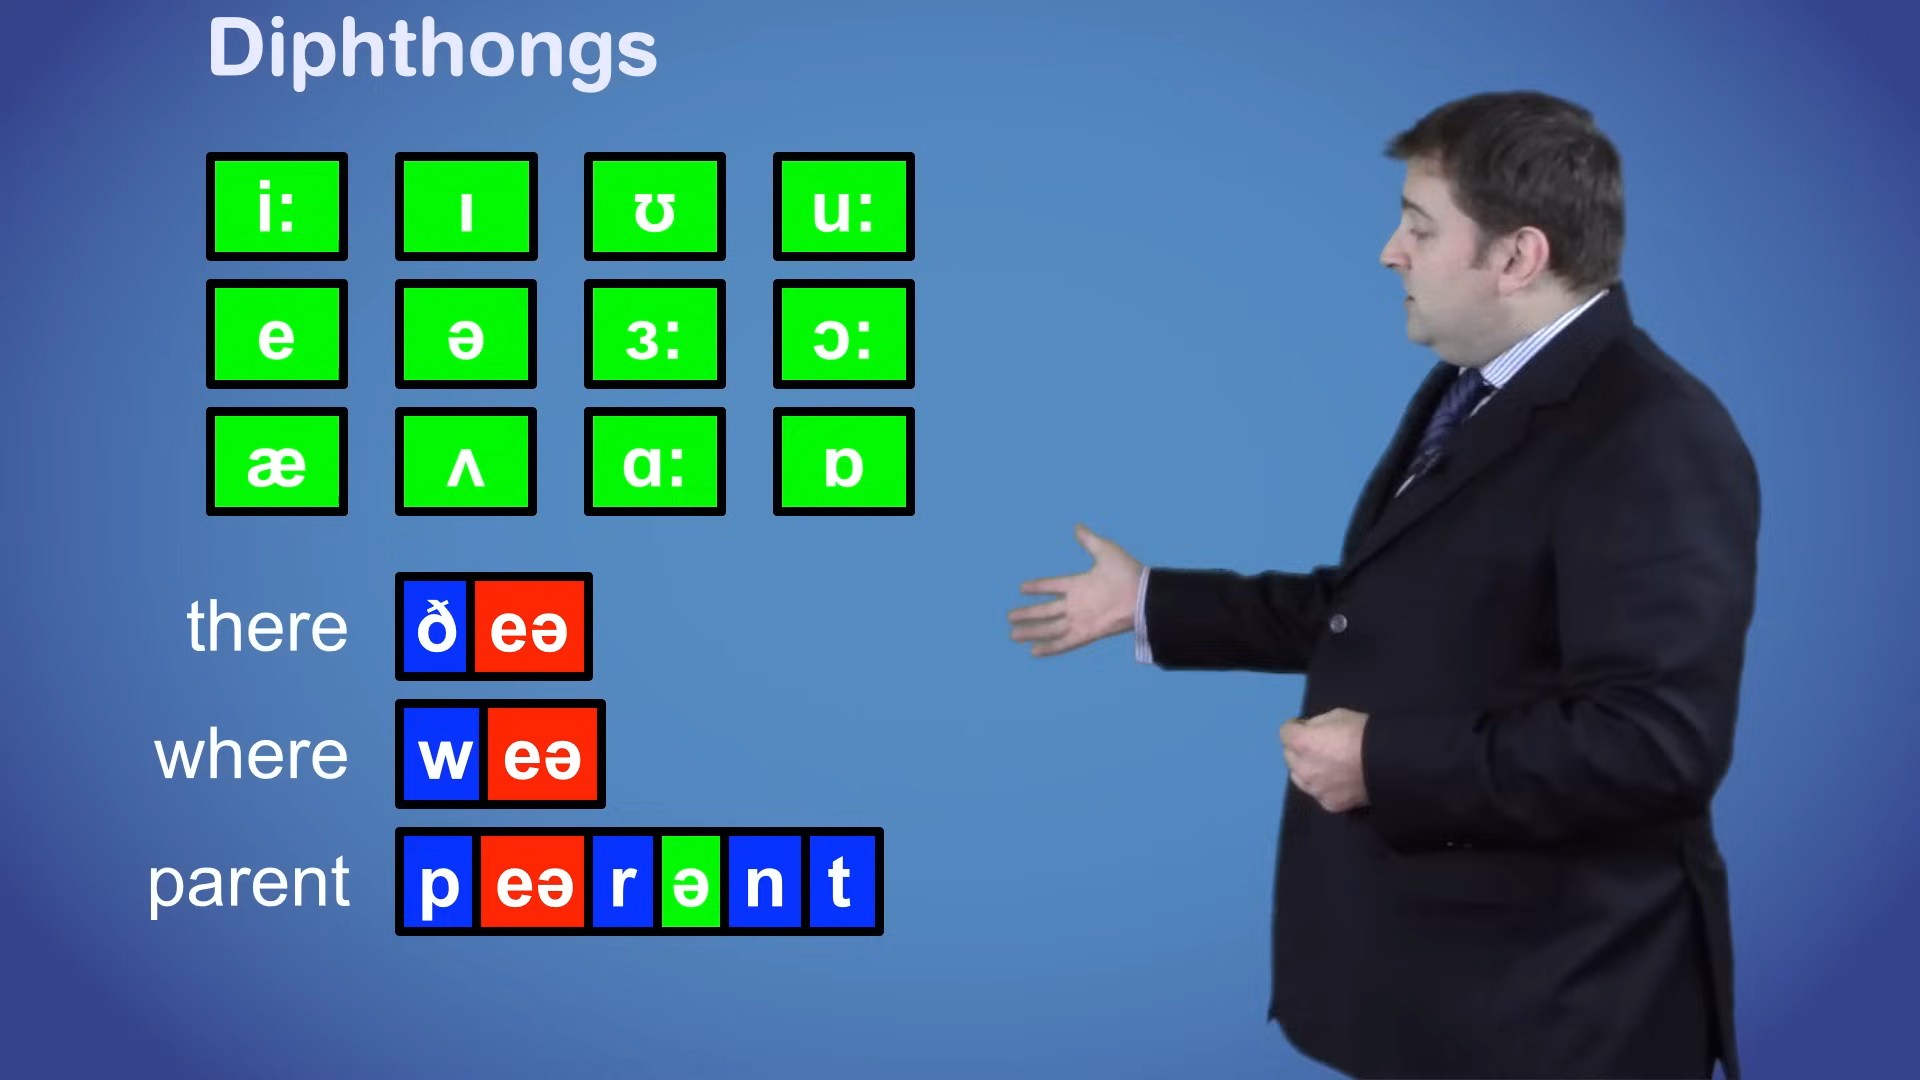 Diphthongs
i: ɪ ʊ u:
e ə ɜ: ɔ:
æ ʌ ɑ: ɒ
there ð eə
where w eə
parent p eə r ə n t